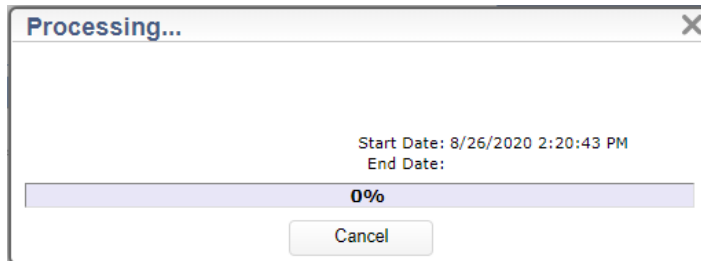 Processing...
Start Date: 8/26/2020 2:20:43 PM
End Date:
0%
Cancel